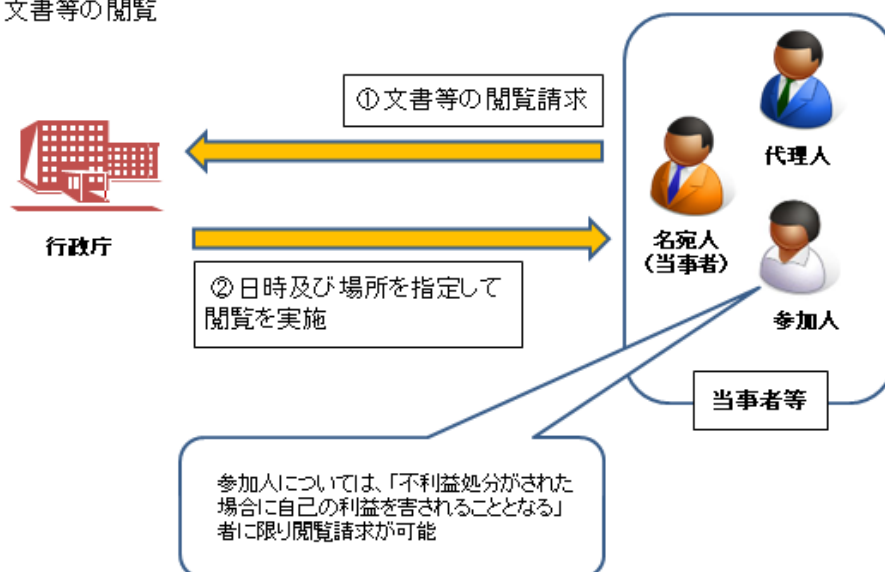 文書等の閲覧
①文書等の閲覧請求
代理人
行政庁
名宛人
（当事者）
②日時及び場所を指定して
閲覧を実施
参加人
当事者等
参加人については、「不利益処分がされた
場合に自己の利益を害されることとなる」
者に限り閲覧請求が可能